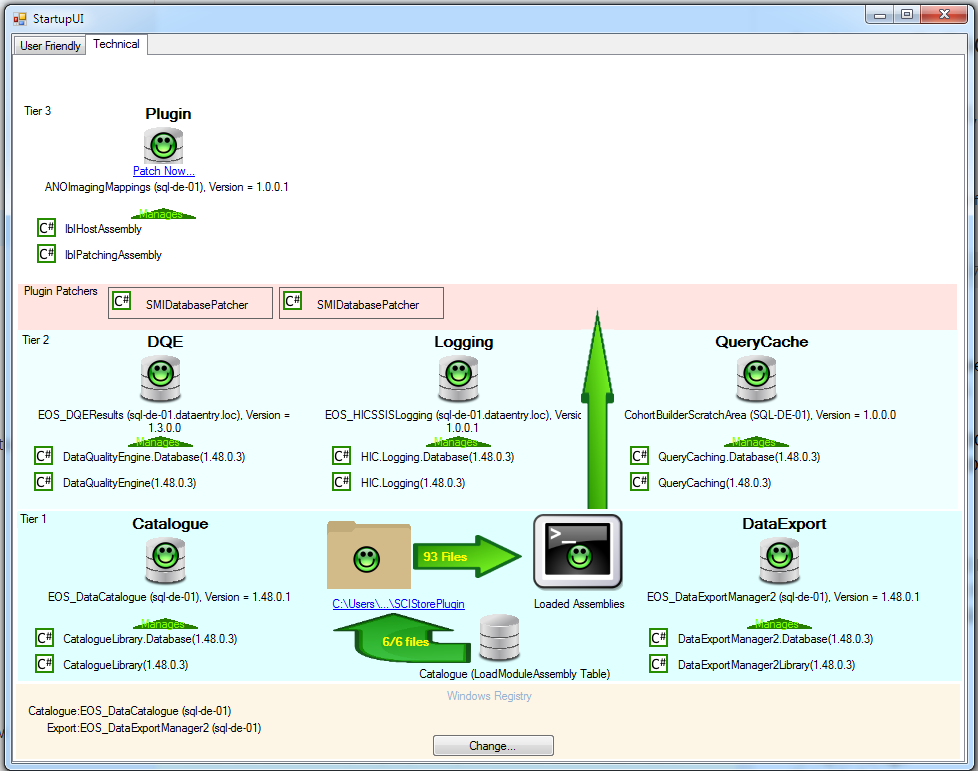 StartupUI
User Friendly
Technical
Tier 3
Plugin
Patch Now...
ANOImagingMappings (sql-de-01), Version = 1.0.0.1
Manages
C# lblHostAssembly
C# lblPatchingAssembly
Plugin Patchers
C# SMIDatabasePatcher
C# SMIDatabasePatcher
Tier 2
DQE
EOS_DQEResults (sql-de-01.dataentry.loc), Version =
1.3.0.0
Manages
C# DataQualityEngine.Database(1.48.0.3)
C# DataQualityEngine(1.48.0.3)
Logging
EOS_HICSSISLogging (sql-de-01.dataentry.loc), Versic
1.0.0.1
Manages
C# HIC.Logging.Database(1.48.0.3)
C# HIC.Logging(1.48.0.3)
QueryCache
CohortBuilderScratchArea (SQL-DE-01), Version = 1.0.0.0
Manages
C# QueryCaching.Database(1.48.0.3)
C# QueryCaching(1.48.0.3)
Tier 1
Catalogue
EOS_DataCatalogue (sql-de-01), Version = 1.48.0.1
Manages
C# CatalogueLibrary.Database(1.48.0.3)
C# CatalogueLibrary(1.48.0.3)
93 Files
C:\Users\...\SCIStorePlugin
Loaded Assemblies
6/6 files
Catalogue (LoadModuleAssembly Table)
DataExport
EOS_DataExportManager2 (sql-de-01), Version = 1.48.0.1
Manages
C# DataExportManager2.Database(1.48.0.3)
C# DataExportManager2Library(1.48.0.3)
Windows Registry
Catalogue:EOS_DataCatalogue (sql-de-01)
Export:EOS_DataExportManager2 (sql-de-01)
Change...